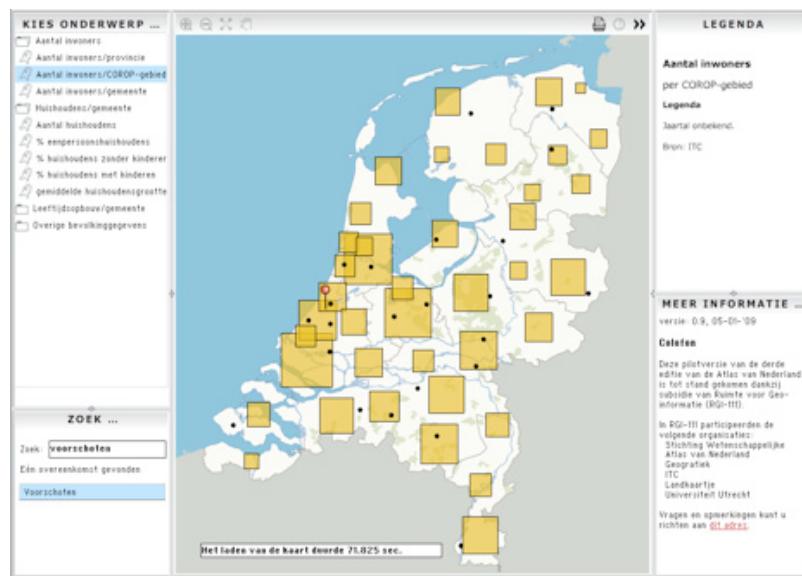 KIES ONDERWERP ...
Aantal inwoners
Aantal inwoners/provincie
Aantal inwoners/COROP-gebied
Aantal inwoners/gemeente
Huishoudens/gemeente
Aantal huishoudens
% eenpersoonshuishoudens
% huishoudens zonder kinderen
% huishoudens met kinderen
gemiddelde huishoudensgrootte
Leeftijdsopbouw/gemeente
Overige bevolkinggegevens
ZOEK ...
Zoek: voorschoten
Eén overeenkomst gevonden
Voorschoten
Het laden van de kaart duurde 71.825 sec.
LEGENDA
Aantal inwoners
per COROP-gebied
Legenda
Jaartal onbekend.
Bron: ITC
MEER INFORMATIE ...
versie: 0.9, 05-01-'09
Colofon
Deze pilotversie van de derde
editie van de Atlas van Nederland
is tot stand gekomen dankzij
subsidie van Ruimte voor Geo-
informatie (RGI-111).
In RGI-111 participeerden de
volgende organisaties:
Stichting Wetenschappelijke
Atlas van Nederland
Geografiek
ITC
Landkaartje
Universiteit Utrecht
Vragen en opmerkingen kunt u
richten aan dit adres.